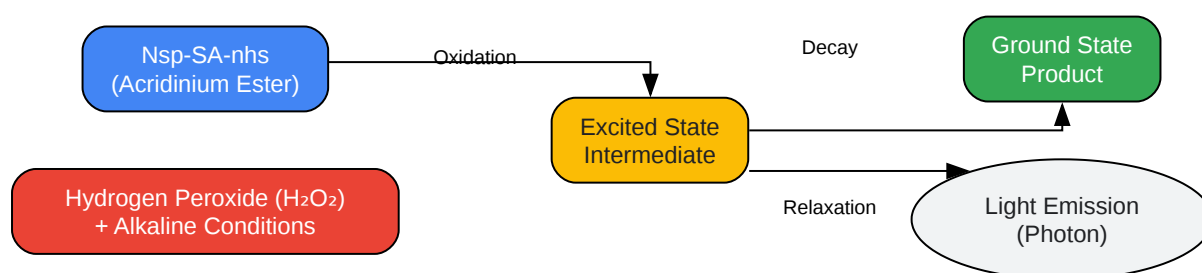 Nsp-SA-nhs
(Acridinium Ester)
Oxidation
Decay
Ground State
Product
Excited State
Intermediate
Hydrogen Peroxide (H₂O₂)
+ Alkaline Conditions
Relaxation
Light Emission
(Photon)